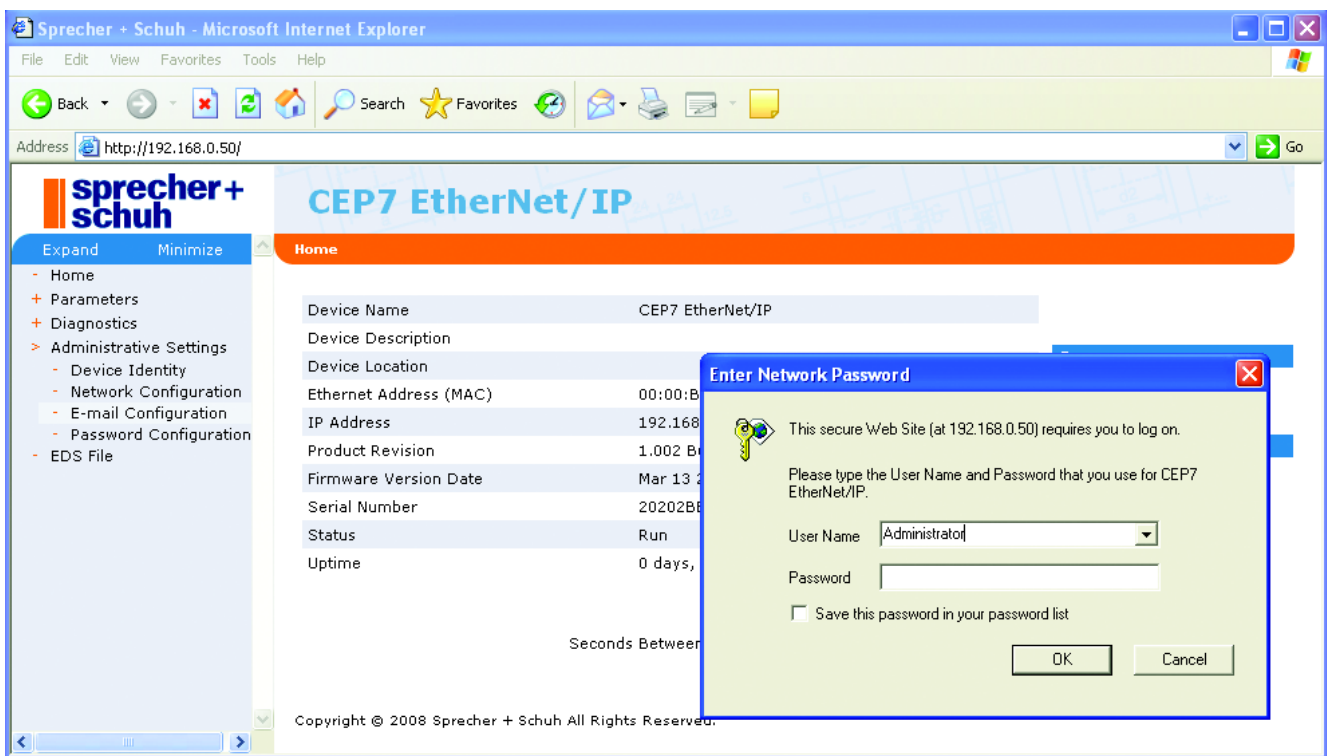 Sprecher + Schuh - Microsoft Internet Explorer
File Edit View Favorites Tools Help
Back Search Favorites
Address http://192.168.0.50/ Go
sprecher+
schuh
CEP7 EtherNet/IP
Expand Minimize
Home
- Home
+ Parameters
+ Diagnostics
> Administrative Settings
- Device Identity
- Network Configuration
- E-mail Configuration
- Password Configuration
- EDS File
Device Name CEP7 EtherNet/IP
Device Description
Device Location
Ethernet Address (MAC) 00:00:B
IP Address 192.168
Product Revision 1.002
Firmware Version Date Mar 13
Serial Number 20202B
Status Run
Uptime 0 days,
Seconds Between
Copyright © 2008 Sprecher + Schuh All Rights Reserved.
Enter Network Password
This secure Web Site (at 192.168.0.50) requires you to log on.
Please type the User Name and Password that you use for CEP7
EtherNet/IP.
User Name Administrator
Password
Save this password in your password list
OK Cancel